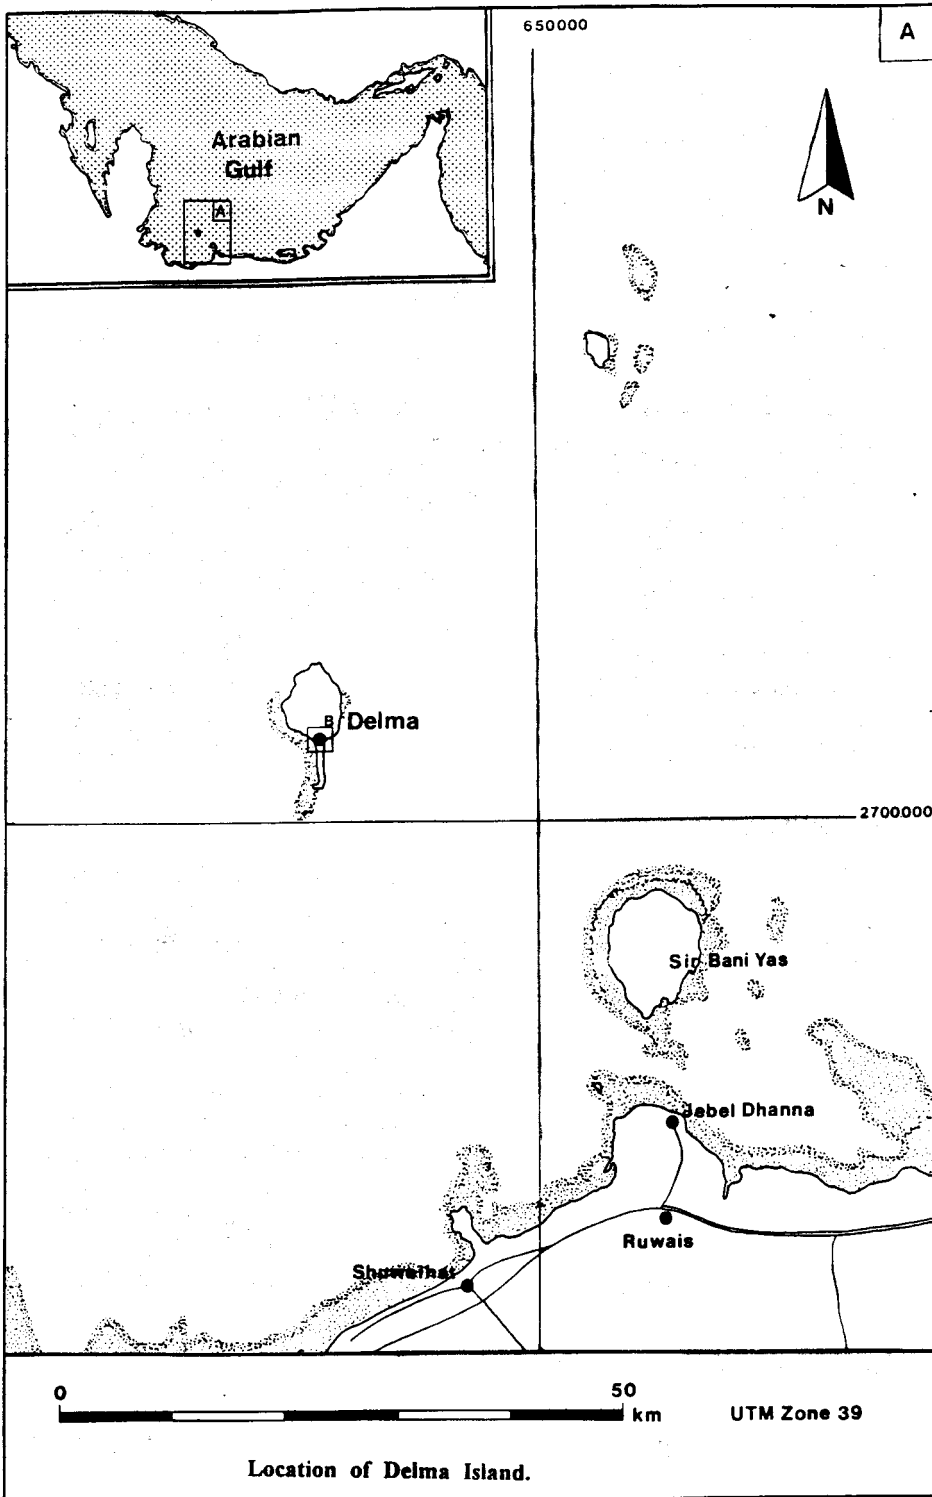 650000
A
Arabian
Gulf
A
N
B
Delma
2700000
Sir Bani Yas
Jebel Dhanna
Ruwais
Shuweihat
0
50
km
UTM Zone 39
Location of Delma Island.